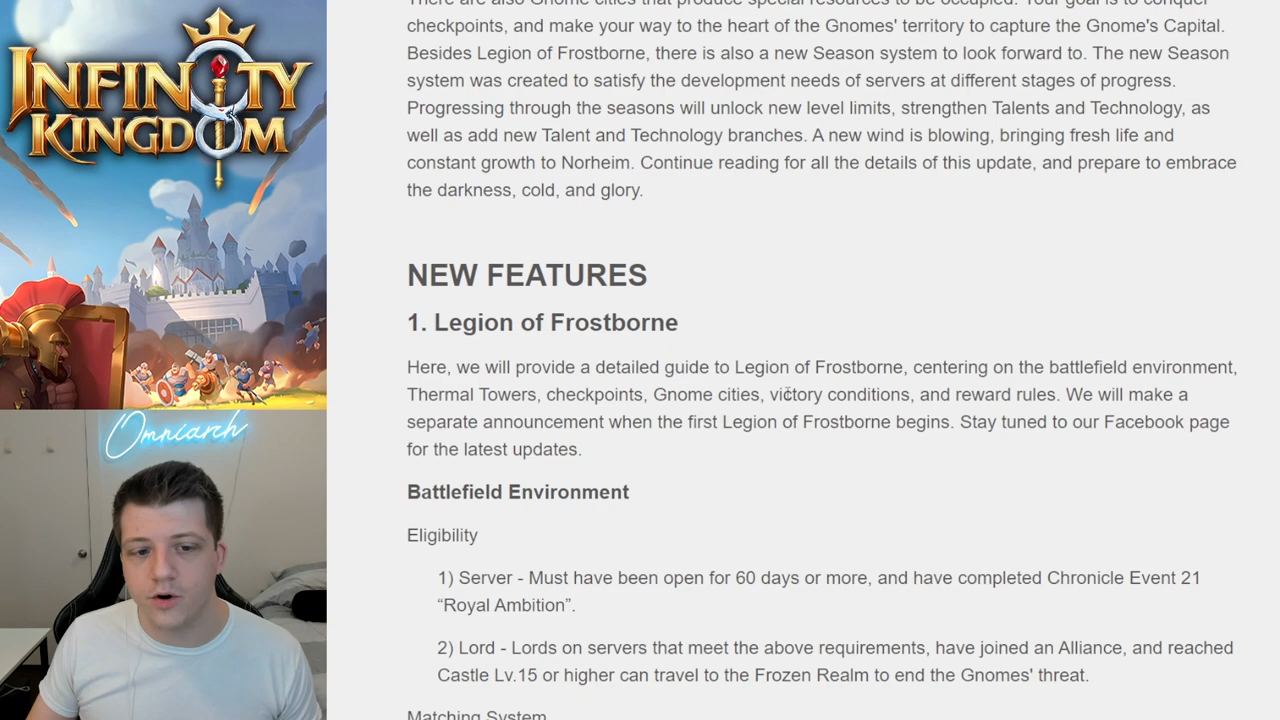 INFINITY
KINGDOM
Omniarch
There are also Gnome cities that produce special resources to be occupied. Your goal is to conquer
checkpoints, and make your way to the heart of the Gnomes' territory to capture the Gnome's Capital.
Besides Legion of Frostborne, there is also a new Season system to look forward to. The new Season
system was created to satisfy the development needs of servers at different stages of progress.
Progressing through the seasons will unlock new level limits, strengthen Talents and Technology, as
well as add new Talent and Technology branches. A new wind is blowing, bringing fresh life and
constant growth to Norheim. Continue reading for all the details of this update, and prepare to embrace
the darkness, cold, and glory.
NEW FEATURES
1. Legion of Frostborne
Here, we will provide a detailed guide to Legion of Frostborne, centering on the battlefield environment,
Thermal Towers, checkpoints, Gnome cities, victory conditions, and reward rules. We will make a
separate announcement when the first Legion of Frostborne begins. Stay tuned to our Facebook page
for the latest updates.
Battlefield Environment
Eligibility
1) Server - Must have been open for 60 days or more, and have completed Chronicle Event 21
“Royal Ambition”.
2) Lord - Lords on servers that meet the above requirements, have joined an Alliance, and reached
Castle Lv.15 or higher can travel to the Frozen Realm to end the Gnomes' threat.
Matching System